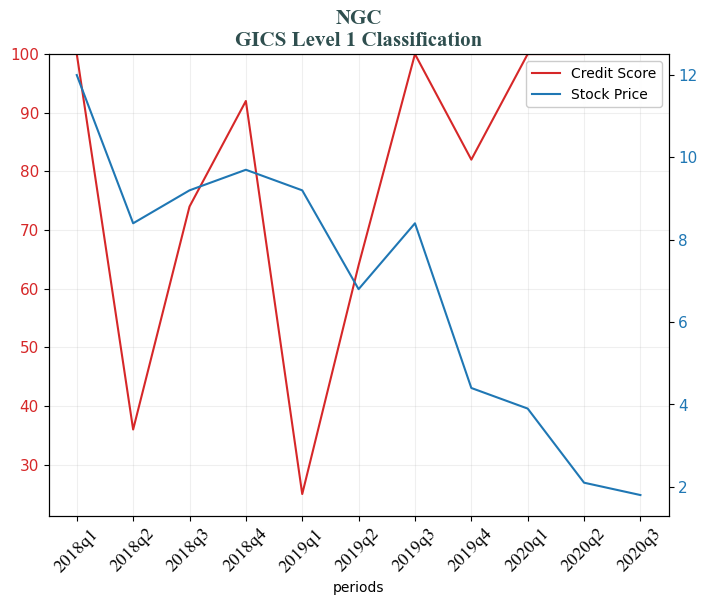 NGC
GICS Level 1 Classification
Credit Score
Stock Price
100
90
80
70
60
50
40
30
12
10
8
6
4
2
2018q1
2018q2
2018q3
2018q4
2019q1
2019q2
2019q3
2019q4
2020q1
2020q2
2020q3
periods